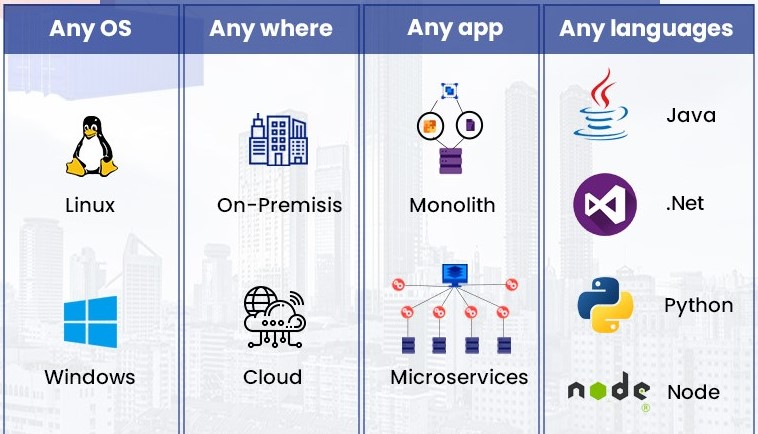 Any OS
Any where
Any app
Any languages
Linux
Windows
On-Premisis
Cloud
Monolith
Microservices
Java
.Net
Python
node
®
Node